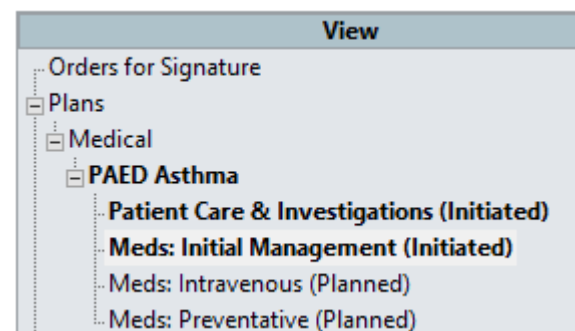 View
Orders for Signature
Plans
Medical
PAED Asthma
Patient Care & Investigations (Initiated)
Meds: Initial Management (Initiated)
Meds: Intravenous (Planned)
Meds: Preventative (Planned)